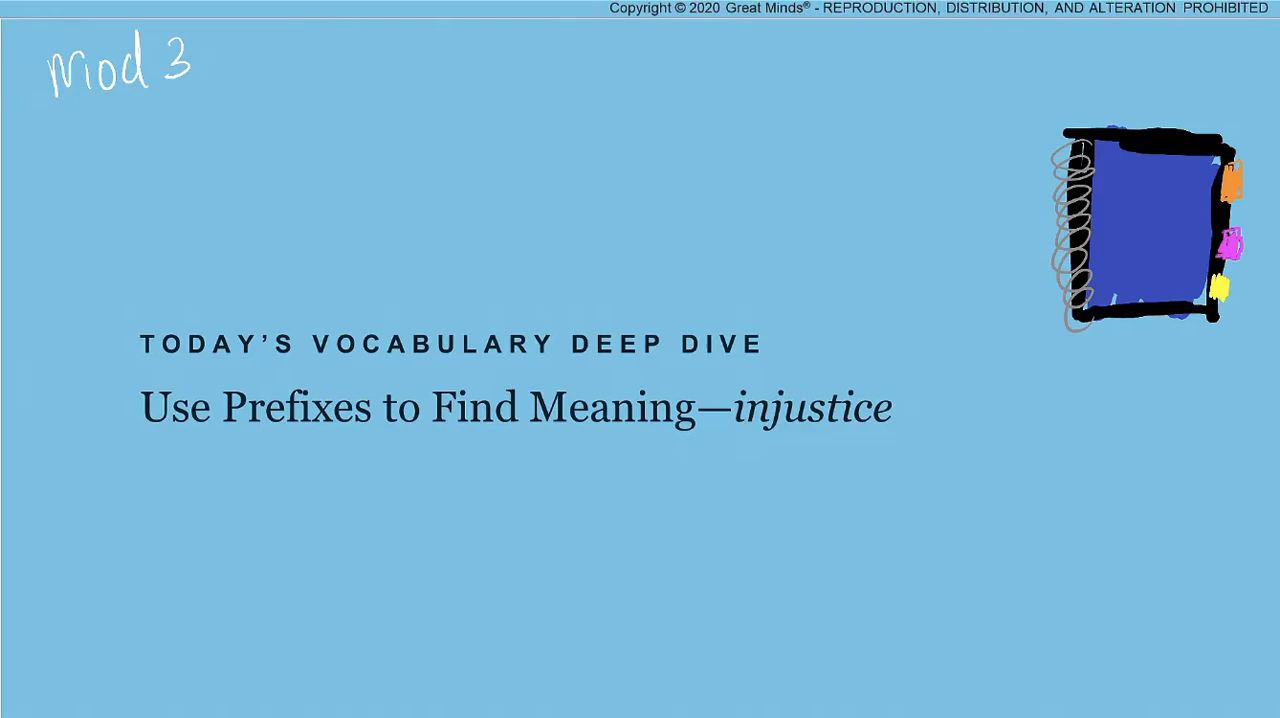 Copyright © 2020 Great Minds® - REPRODUCTION, DISTRIBUTION, AND ALTERATION PROHIBITED
Mod 3
TODAY’S VOCABULARY DEEP DIVE
Use Prefixes to Find Meaning—injustice